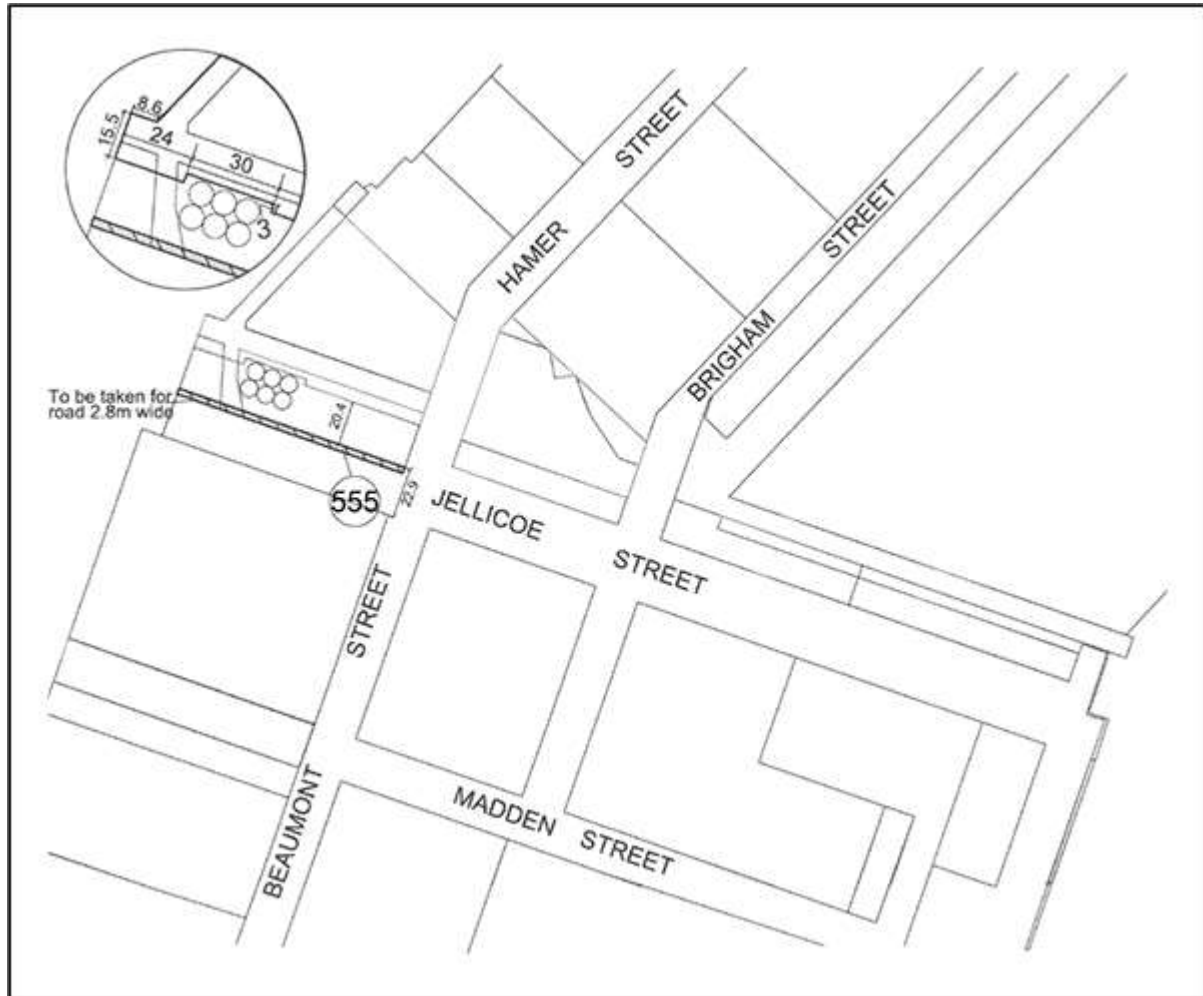 8.6
15.5
24
30
3
HAMER STREET
BRIGHAM STREET
To be taken for
road 2.8m wide
20.4
555
22.9
JELLICOE STREET
BEAUMONT STREET
MADDEN STREET